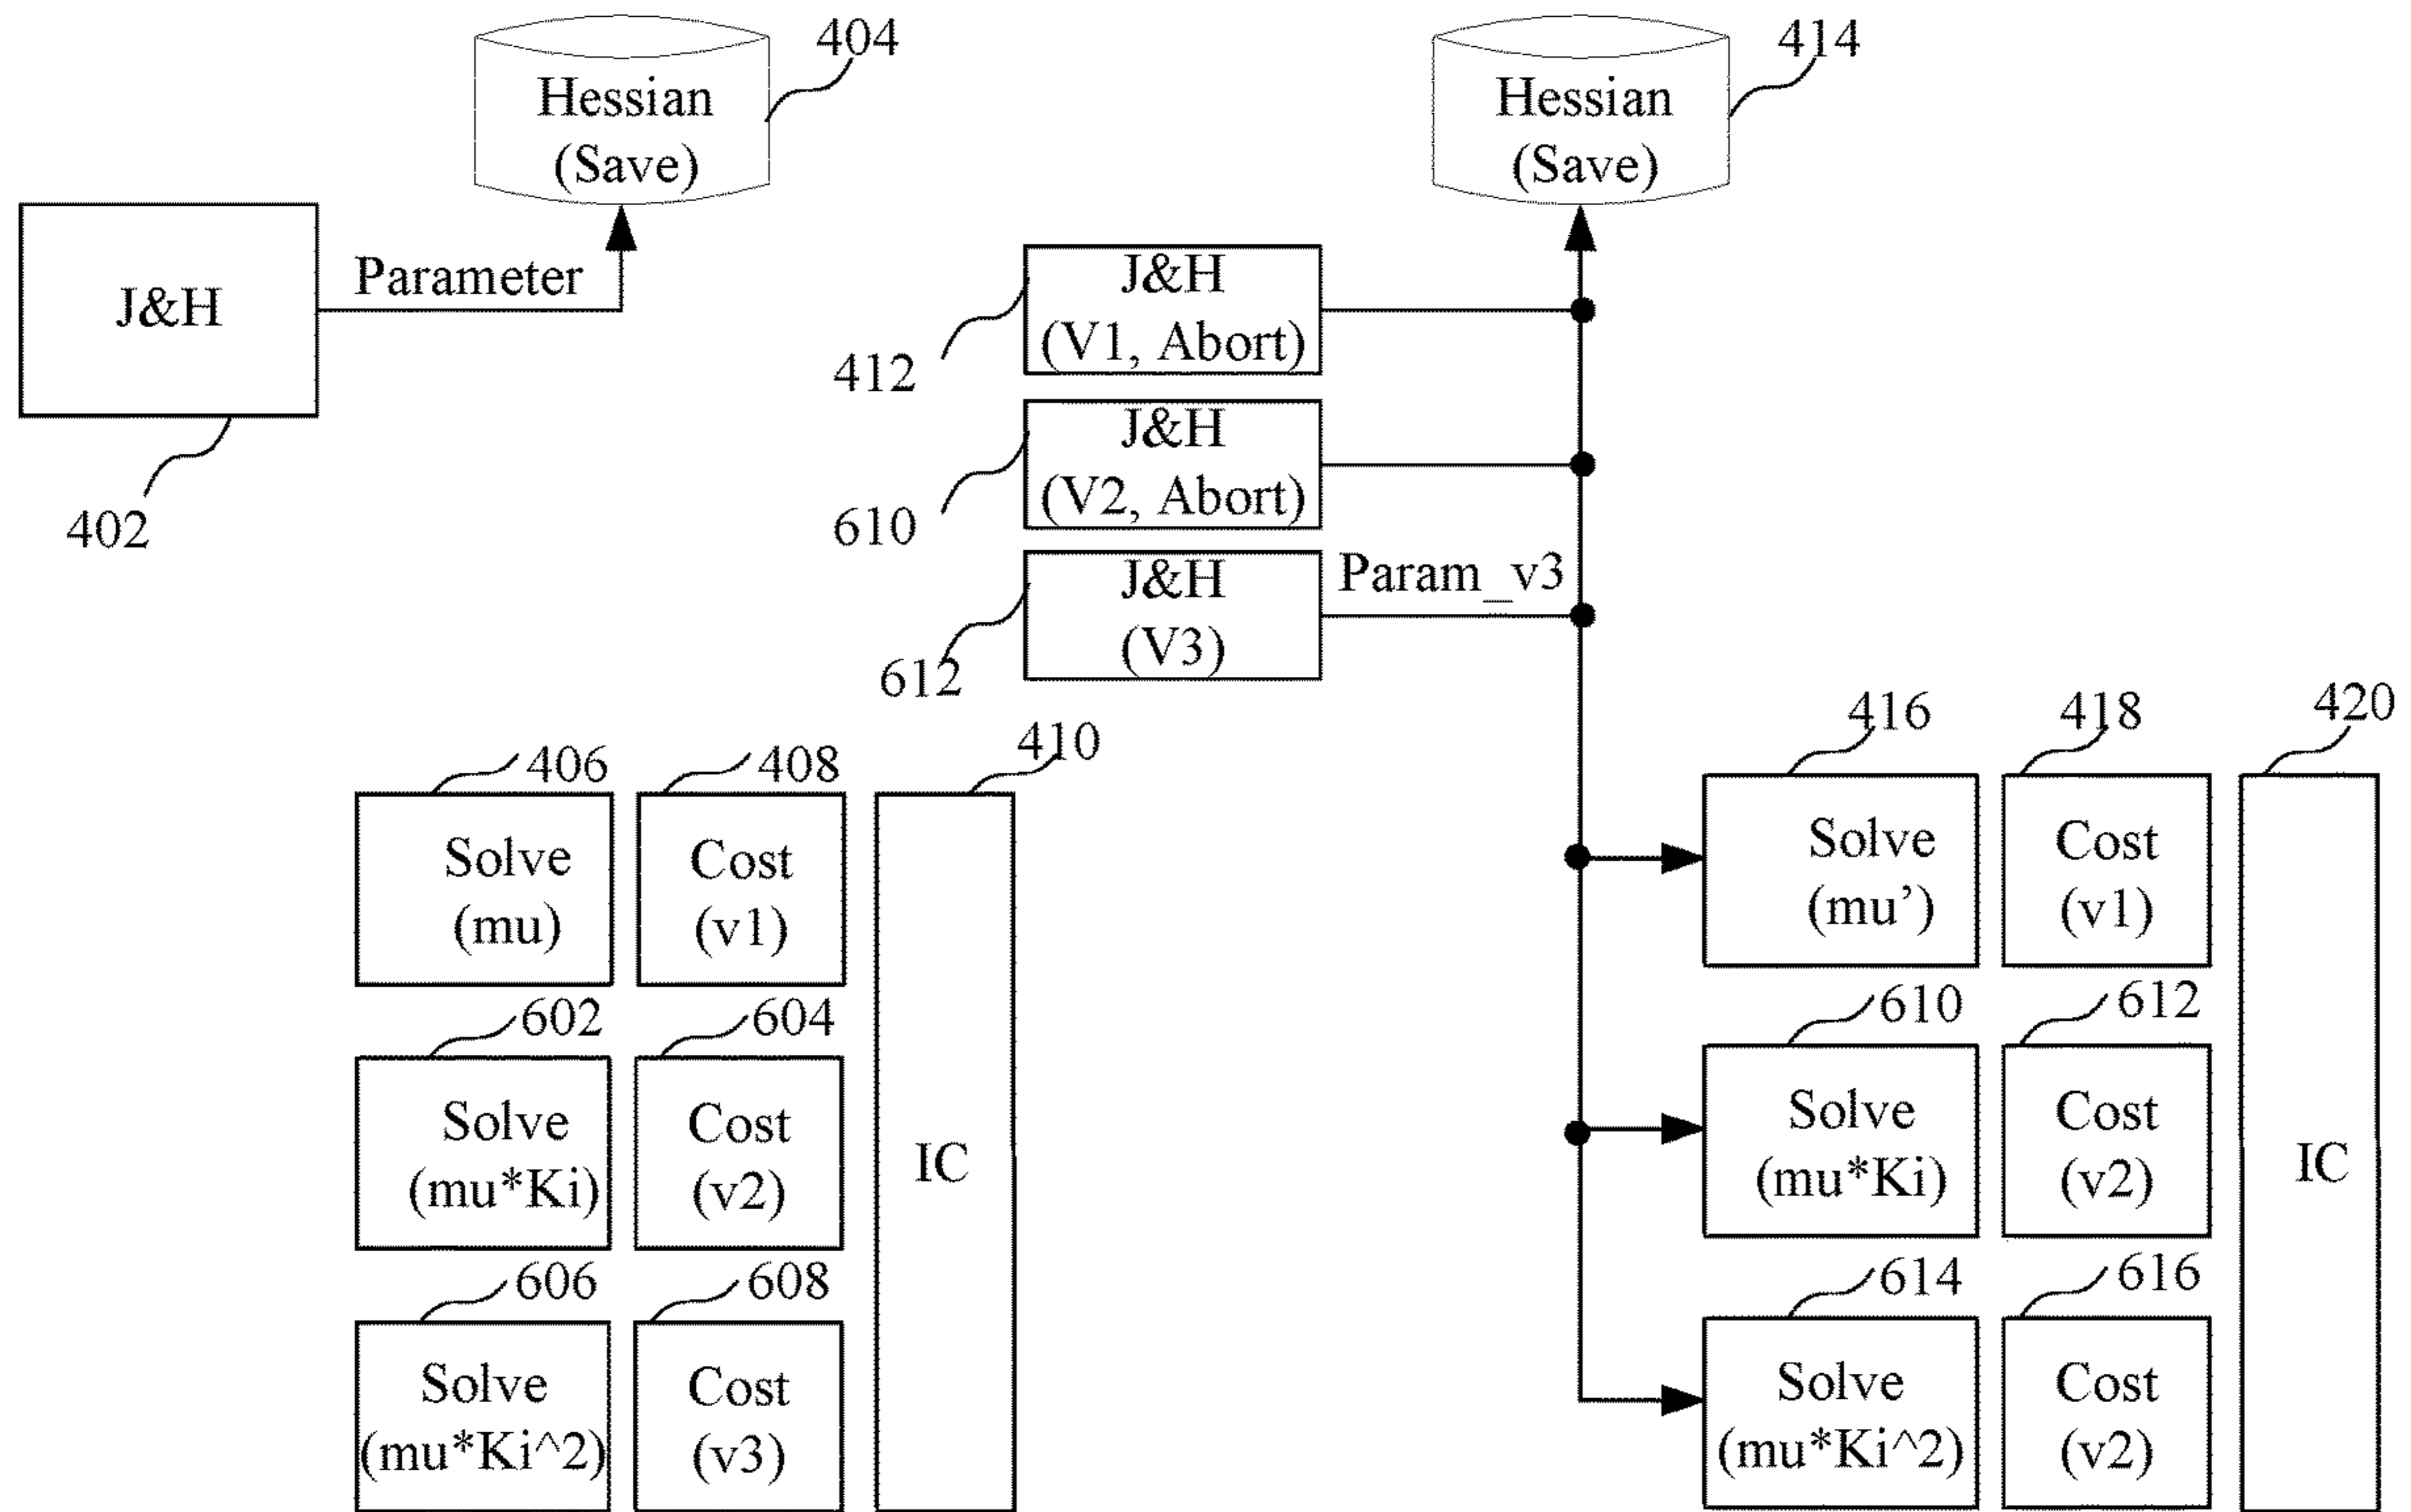 404
Hessian
(Save)
414
Hessian
(Save)
J&H
Parameter
402
J&H
(V1, Abort)
412
J&H
(V2, Abort)
610
J&H
(V3)
Param_v3
612
406
408
410
Solve
(mu)
Cost
(v1)
602
604
Solve
(mu*Ki)
Cost
(v2)
IC
606
608
Solve
(mu*Ki^2)
Cost
(v3)
416
418
420
Solve
(mu’)
Cost
(v1)
610
612
Solve
(mu*Ki)
Cost
(v2)
IC
614
616
Solve
(mu*Ki^2)
Cost
(v2)